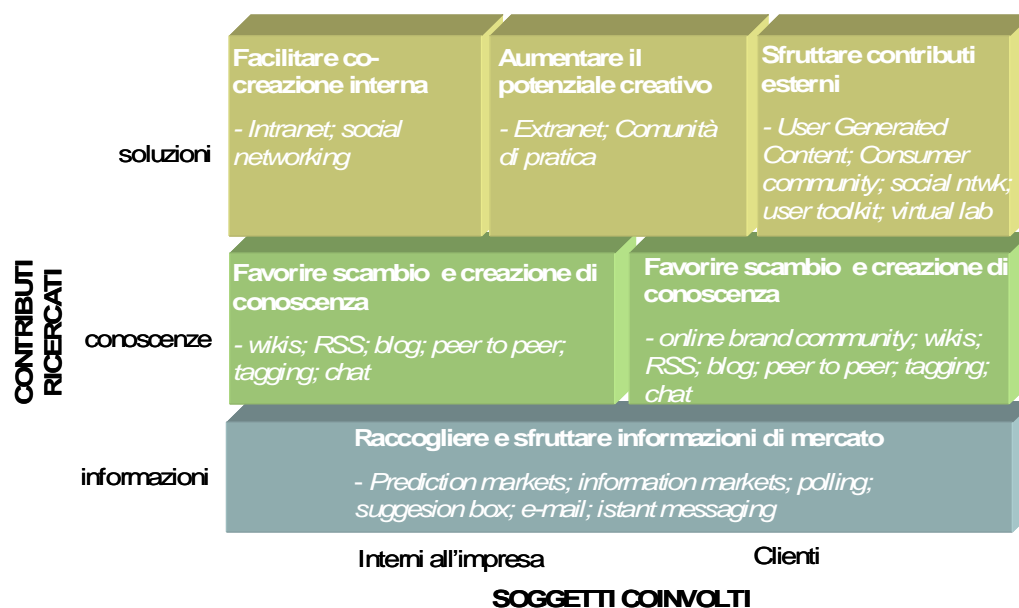 Facilitare co-
creazione interna
- Intranet; social
networking
Aumentare il
potenziale creativo
- Extranet; Comunità
di pratica
Sfruttare contributi
esterni
- User Generated
Content; Consumer
community; social ntwk;
user toolkit; virtual lab
soluzioni
CONTRIBUTI
RICERCATI
Favorire scambio e creazione di
conoscenza
- wikis; RSS; blog; peer to peer;
tagging; chat
Favorire scambio e creazione di
conoscenza
- online brand community; wikis;
RSS; blog; peer to peer; tagging;
chat
conoscenze
Raccogliere e sfruttare informazioni di mercato
- Prediction markets; information markets; polling;
suggesion box; e-mail; istant messaging
informazioni
Interni all'impresa
Clienti
SOGGETTI COINVOLTI